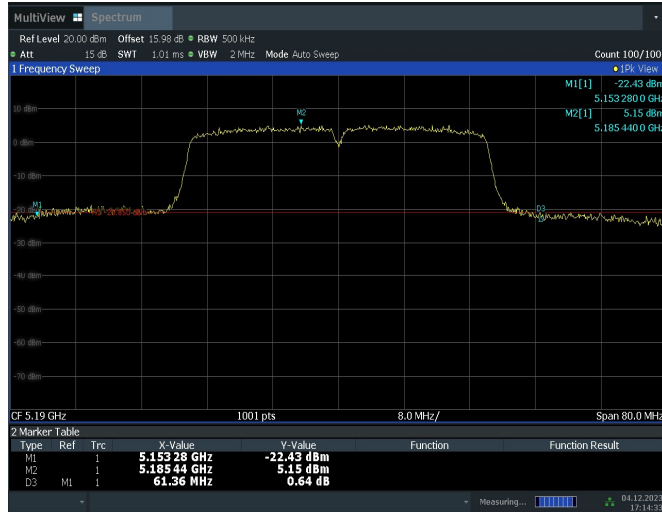 MultiView Spectrum
Ref Level 20.00 dBm Offset 15.98 dB RBW 500 kHz
Att 15 dB SWT 1.01 ms VBW 2 MHz Mode Auto Sweep Count 100/100
1 Frequency Sweep 1Pk View
M1[1] -22.43 dBm
5.153 280 0 GHz
M2[1] 5.15 dBm
5.185 440 0 GHz
10 dBm
M2
0 dBm
-10 dBm
M1
-20 dBm
D3
-30 dBm
-40 dBm
-50 dBm
-60 dBm
-70 dBm
CF 5.19 GHz 1001 pts 8.0 MHz/ Span 80.0 MHz
2 Marker Table
Type Ref Trc X-Value Y-Value Function Function Result
M1 1 5.153 28 GHz -22.43 dBm
M2 1 5.185 44 GHz 5.15 dBm
D3 M1 1 61.36 MHz 0.64 dB
Measuring... 04.12.2023
17:14:33